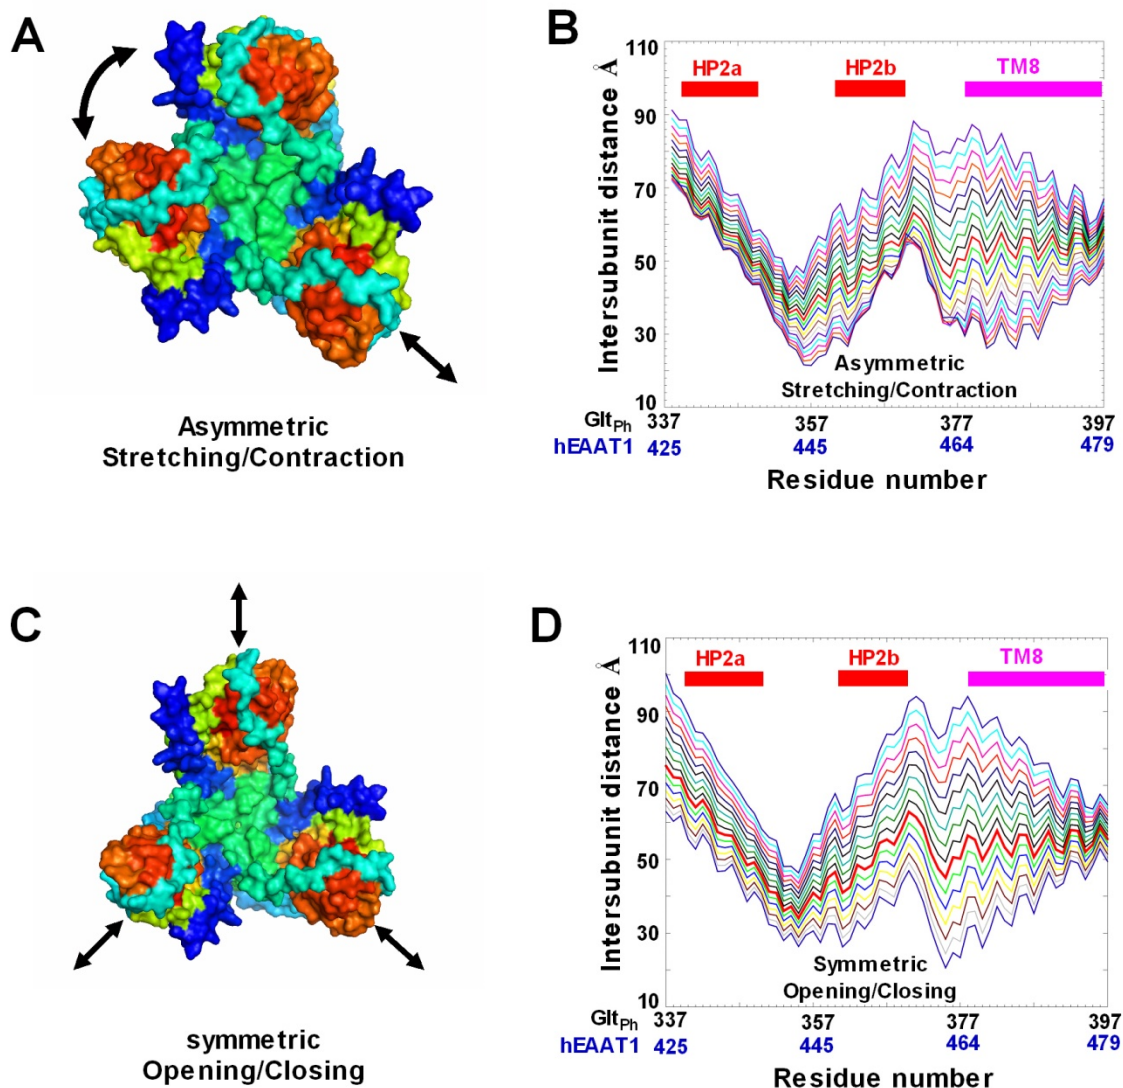 A
Asymmetric
Stretching/Contraction
B
Intersubunit distance Å
110
90
70
50
30
10
HP2a
HP2b
TM8
Asymmetric
Stretching/Contraction
GltPh 337 357 377 397
hEAAT1 425 445 464 479
Residue number
C
symmetric
Opening/Closing
D
Intersubunit distance Å
110
90
70
50
30
10
HP2a
HP2b
TM8
Symmetric
Opening/Closing
GltPh 337 357 377 397
hEAAT1 425 445 464 479
Residue number